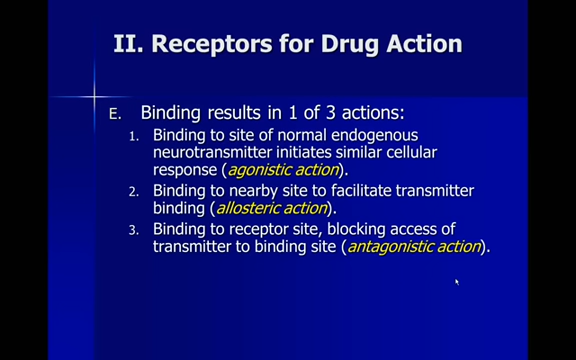 II. Receptors for Drug Action
E. Binding results in 1 of 3 actions:
1. Binding to site of normal endogenous
neurotransmitter initiates similar cellular
response (agonistic action).
2. Binding to nearby site to facilitate transmitter
binding (allosteric action).
3. Binding to receptor site, blocking access of
transmitter to binding site (antagonistic action).